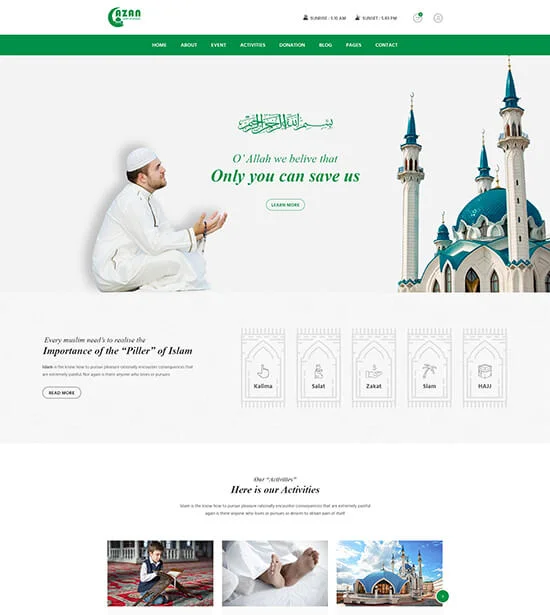 AZAN
SUNRISE : 5.10 AM
SUNSET : 5.45 PM
HOME ABOUT EVENT ACTIVITIES DONATION BLOG PAGES CONTACT
بسم الله الرحمن الرحيم
O` Allah we belive that
Only you can save us
LEARN MORE
Every muslim need's to realise the
Importance of the “Piller” of Islam
Islam is the know how to pursue pleasure rationally encounter consequences that
are extremely painful. Nor again is there anyone who loves or pursues
READ MORE
Kalima
Salat
Zakat
Siam
HAJJ
Our “Activities”
Here is our Activities
Islam is the know how to pursue pleasure rationally encounter consequences that are extremely painful
again is there anyone who loves or pursues or desires to obtain pain of itself